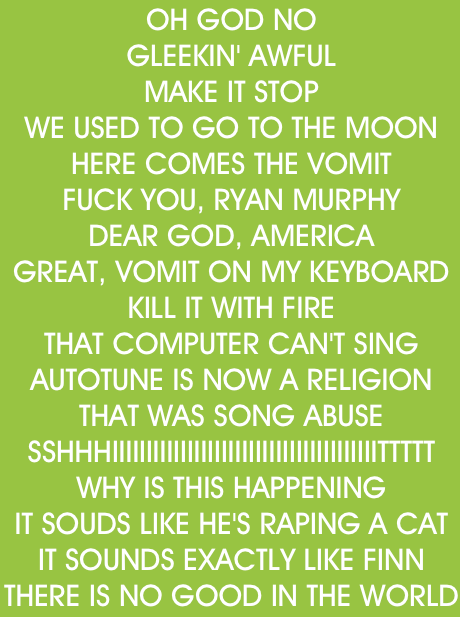 OH GOD NO
GLEEKIN' AWFUL
MAKE IT STOP
WE USED TO GO TO THE MOON
HERE COMES THE VOMIT
FUCK YOU, RYAN MURPHY
DEAR GOD, AMERICA
GREAT, VOMIT ON MY KEYBOARD
KILL IT WITH FIRE
THAT COMPUTER CAN'T SING
AUTOTUNE IS NOW A RELIGION
THAT WAS SONG ABUSE
SSHHHIIIIIIIIIIIIIIIIIIIIIIIIIIIIIIIIIIIIIIITTTTT
WHY IS THIS HAPPENING
IT SOUDS LIKE HE'S RAPING A CAT
IT SOUNDS EXACTLY LIKE FINN
THERE IS NO GOOD IN THE WORLD